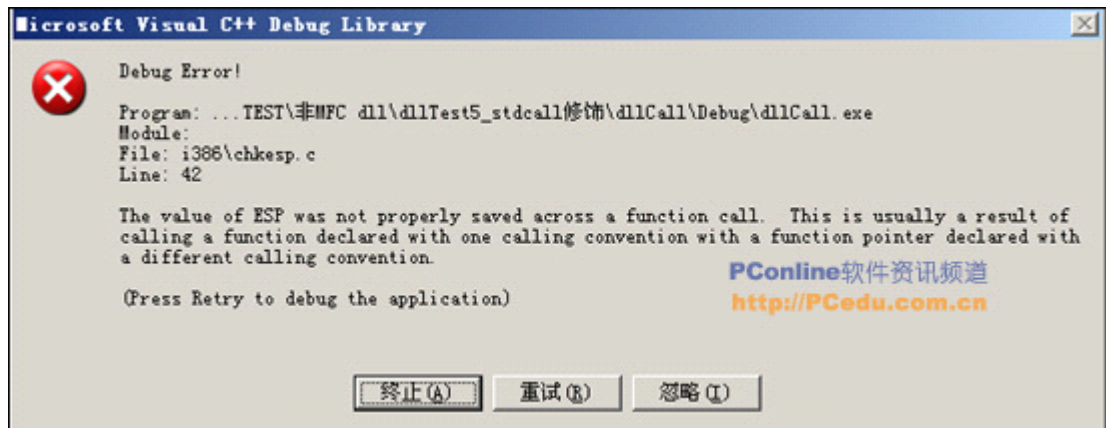 Microsoft Visual C++ Debug Library
Debug Error!
Program: ...TEST\非MFC dll\dllTest5_stdcall修饰\dllCall\Debug\dllCall.exe
Module:
File: i386\chkesp.c
Line: 42
The value of ESP was not properly saved across a function call.  This is usually a result of
calling a function declared with one calling convention with a function pointer declared with
a different calling convention.
PConline软件资讯频道
(Press Retry to debug the application)
http://PCedu.com.cn
终止(A)
重试(R)
忽略(I)